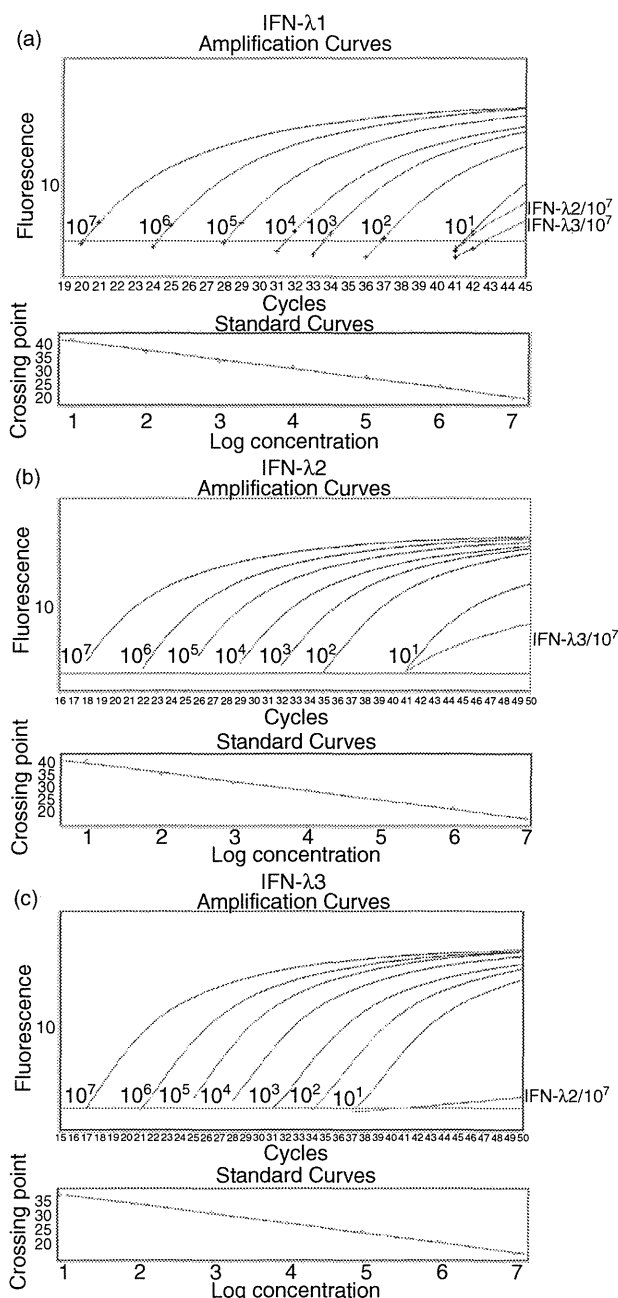 (a)
IFN-λ1
Amplification Curves
Fluorescence
10
10⁷ 10⁶ 10⁵ 10⁴ 10³ 10² 10¹
IFN-λ2/10⁷
IFN-λ3/10⁷
19 20 21 22 23 24 25 26 27 28 29 30 31 32 33 34 35 36 37 38 39 40 41 42 43 44 45
Cycles
Standard Curves
Crossing point
40
35
30
25
20
1 2 3 4 5 6 7
Log concentration
(b)
IFN-λ2
Amplification Curves
Fluorescence
10
10⁷ 10⁶ 10⁵ 10⁴ 10³ 10² 10¹
IFN-λ3/10⁷
16 17 18 19 20 21 22 23 24 25 26 27 28 29 30 31 32 33 34 35 36 37 38 39 40 41 42 43 44 45 46 47 48 49 50
Cycles
Standard Curves
Crossing point
40
35
30
25
20
1 2 3 4 5 6 7
Log concentration
(c)
IFN-λ3
Amplification Curves
Fluorescence
10
10⁷ 10⁶ 10⁵ 10⁴ 10³ 10² 10¹
IFN-λ2/10⁷
15 16 17 18 19 20 21 22 23 24 25 26 27 28 29 30 31 32 33 34 35 36 37 38 39 40 41 42 43 44 45 46 47 48 49 50
Cycles
Standard Curves
Crossing point
35
30
25
20
1 2 3 4 5 6 7
Log concentration